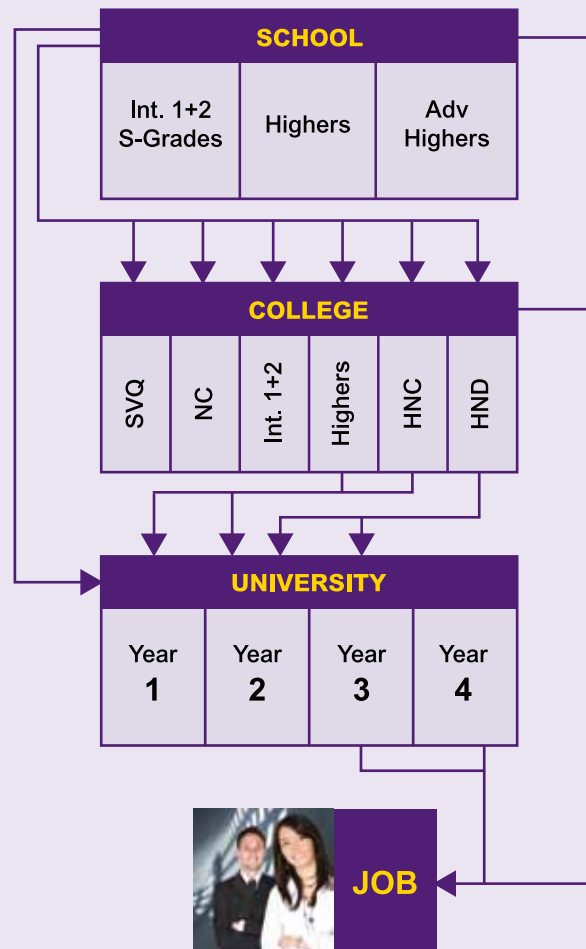 SCHOOL
Int. 1+2
S-Grades
Highers
Adv
Highers
COLLEGE
SVQ
NC
Int. 1+2
Highers
HNC
HND
UNIVERSITY
Year
1
Year
2
Year
3
Year
4
JOB